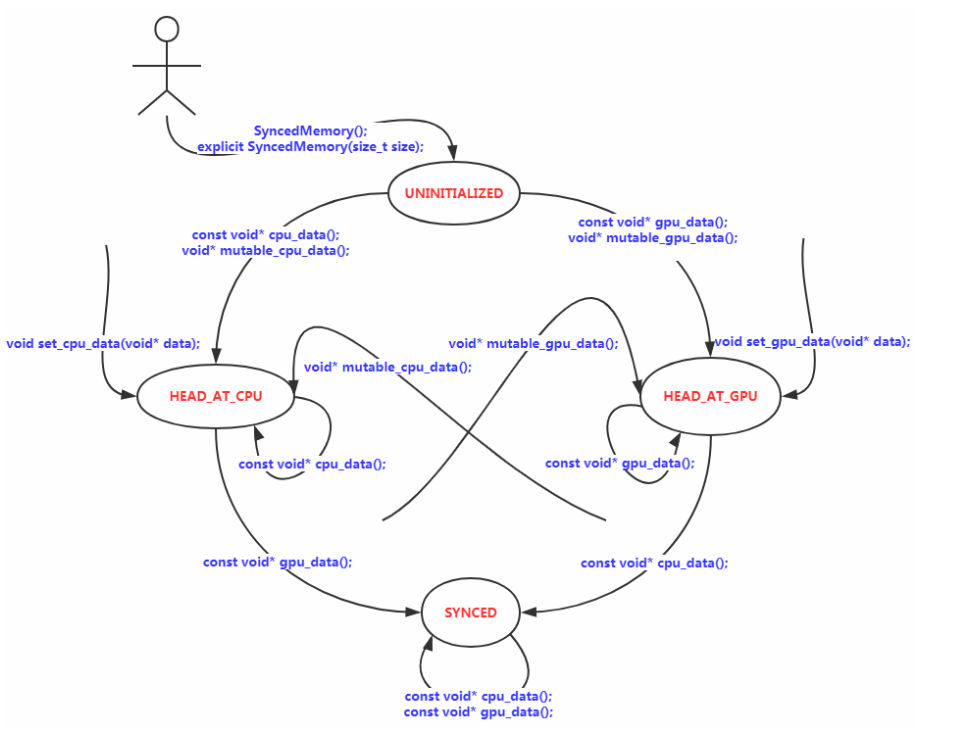 SyncedMemory();
explicit SyncedMemory(size_t size);
UNINITIALIZED
const void* cpu_data();
void* mutable_cpu_data();
const void* gpu_data();
void* mutable_gpu_data();
void set_cpu_data(void* data);
void* mutable_gpu_data();
void set_gpu_data(void* data);
void* mutable_cpu_data();
HEAD_AT_CPU
HEAD_AT_GPU
const void* cpu_data();
const void* gpu_data();
const void* gpu_data();
const void* cpu_data();
SYNCED
const void* cpu_data();
const void* gpu_data();